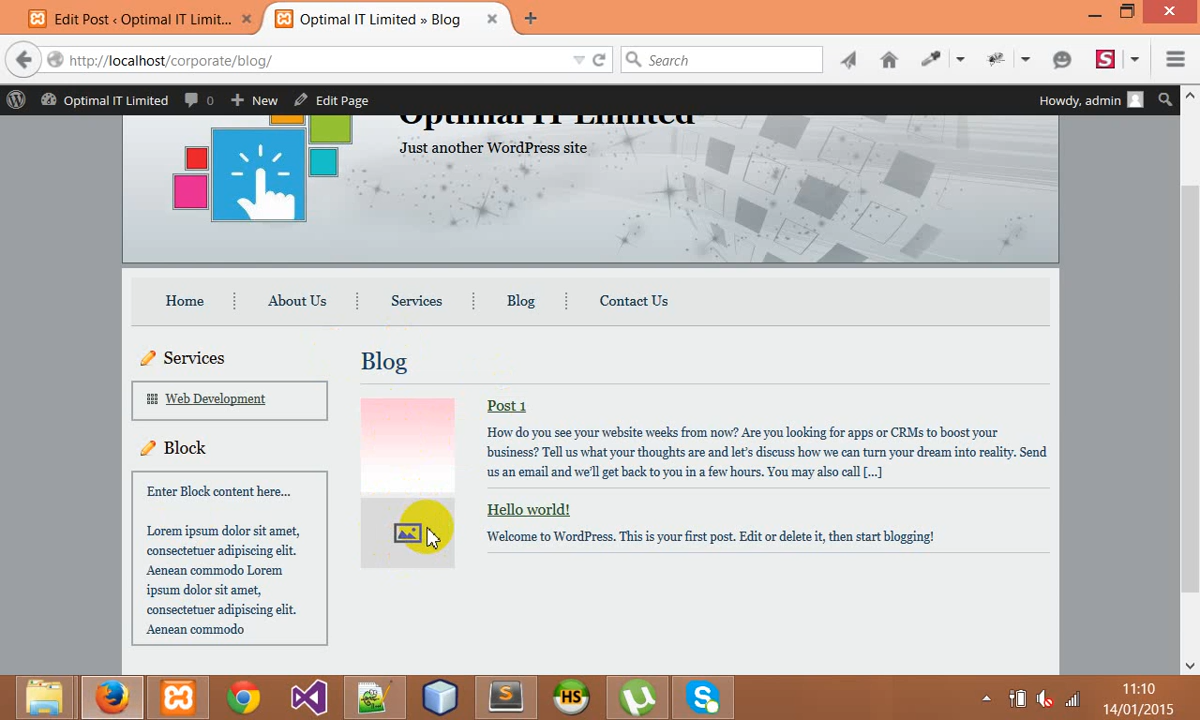 Edit Post ‹ Optimal IT Limit...
Optimal IT Limited » Blog
http://localhost/corporate/blog/
Search
S
Optimal IT Limited
0
New
Edit Page
Howdy, admin
Optimal IT Limited
Just another WordPress site
Home
About Us
Services
Blog
Contact Us
Services
Web Development
Block
Enter Block content here...
Lorem ipsum dolor sit amet,
consectetuer adipiscing elit.
Aenean commodo Lorem
ipsum dolor sit amet,
consectetuer adipiscing elit.
Aenean commodo
Blog
Post 1
How do you see your website weeks from now? Are you looking for apps or CRMs to boost your
business? Tell us what your thoughts are and let's discuss how we can turn your dream into reality. Send
us an email and we'll get back to you in a few hours. You may also call [...]
Hello world!
Welcome to WordPress. This is your first post. Edit or delete it, then start blogging!
HS
11:10
14/01/2015